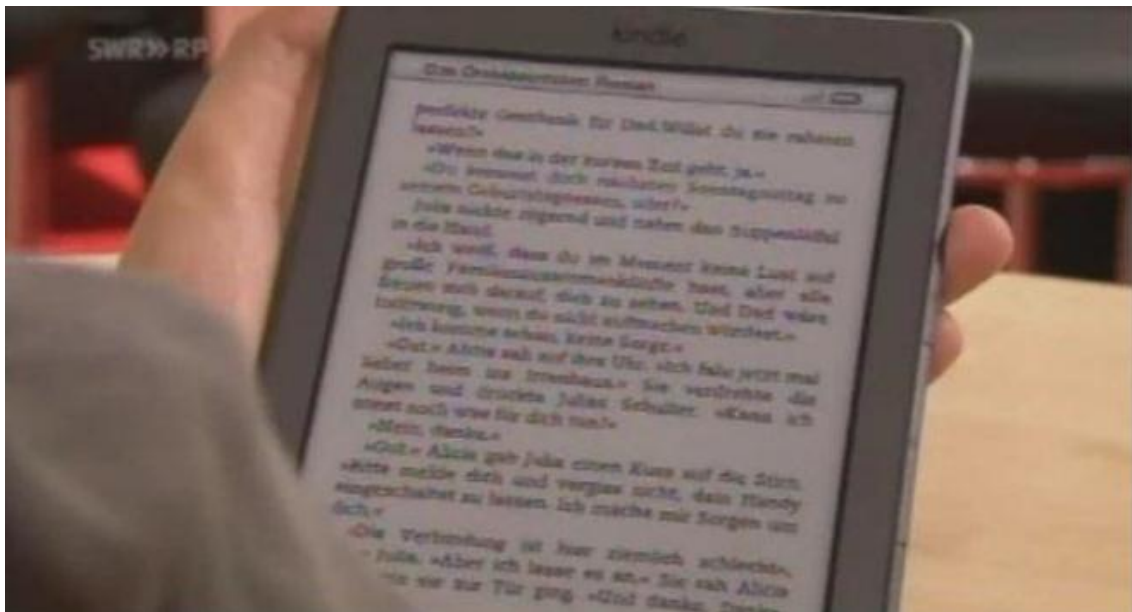 SWR»RP
kindle
Das Orchideenhaus: Roman
perfekte Geschenk für Dad. Willst du sie rahmen
lassen?«
»Wenn das in der kurzen Zeit geht, ja.«
»Du kommst doch nächsten Sonntagmittag zu
seinem Geburtstagsessen, oder?«
Julia nickte zögernd und nahm den Suppenlöffel
in die Hand.
»Ich weiß, dass du im Moment keine Lust auf
große Familienzusammenkünfte hast, aber alle
freuen sich darauf, dich zu sehen. Und Dad wäre
todtraurig, wenn du nicht auftauchen würdest.«
»Ich komme schon, keine Sorge.«
»Gut.« Alicia sah auf ihre Uhr. »Ich fahr jetzt mal
lieber heim ins Irrenhaus.« Sie verdrehte die
Augen und drückte Julias Schulter. »Kann ich
sonst noch was für dich tun?«
»Nein, danke.«
»Gut.« Alicia gab Julia einen Kuss auf die Stirn.
»Bitte melde dich und vergiss nicht, dein Handy
eingeschaltet zu lassen. Ich mache mir Sorgen um
dich.«
»Die Verbindung ist hier ziemlich schlecht«,
Julia. »Aber ich lasse es an.« Sie sah Alicia
sie zur Tür ging. »Und danke. Danke